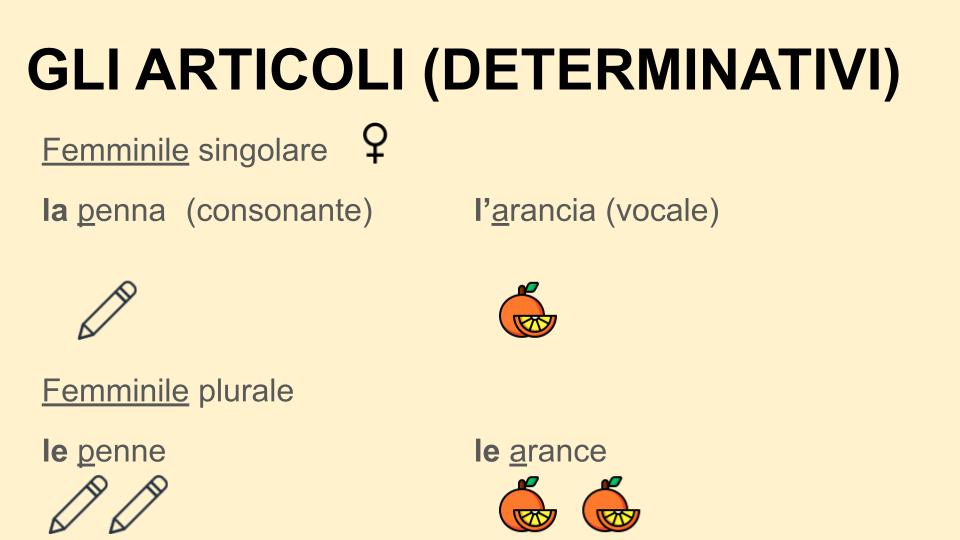 GLI ARTICOLI (DETERMINATIVI)
Femminile singolare
la penna (consonante) l’arancia (vocale)
Femminile plurale
le penne le arance